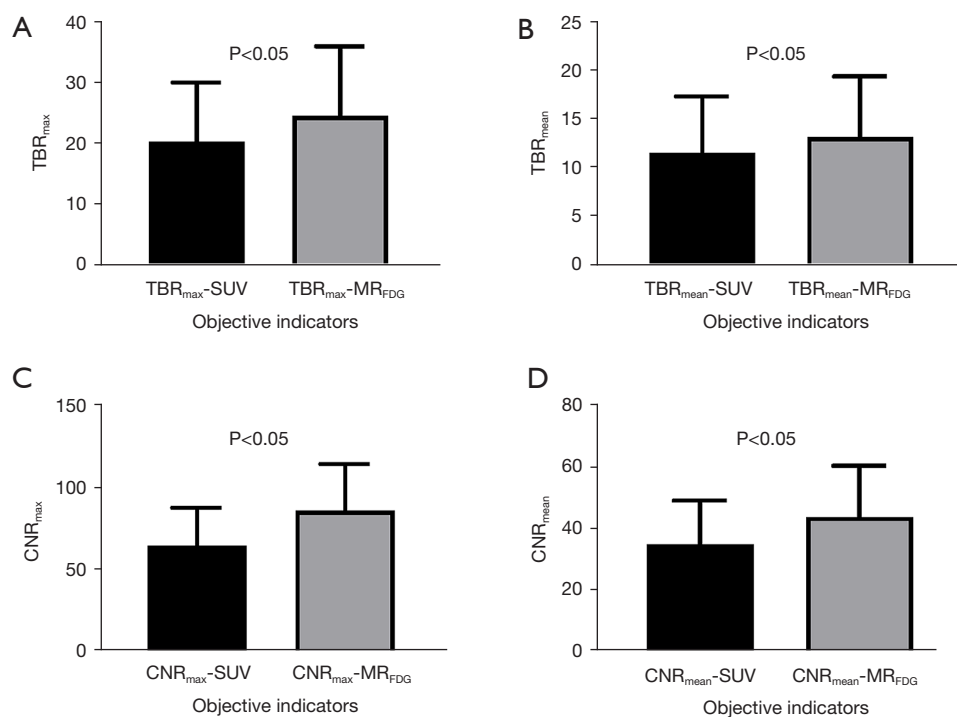 A
40
30
20
10
0
TBRmax
P<0.05
TBRmax-SUV TBRmax-MRFDG
Objective indicators
B
25
20
15
10
5
0
TBRmean
P<0.05
TBRmean-SUV TBRmean-MRFDG
Objective indicators
C
150
100
50
0
CNRmax
P<0.05
CNRmax-SUV CNRmax-MRFDG
Objective indicators
D
80
60
40
20
0
CNRmean
P<0.05
CNRmean-SUV CNRmean-MRFDG
Objective indicators